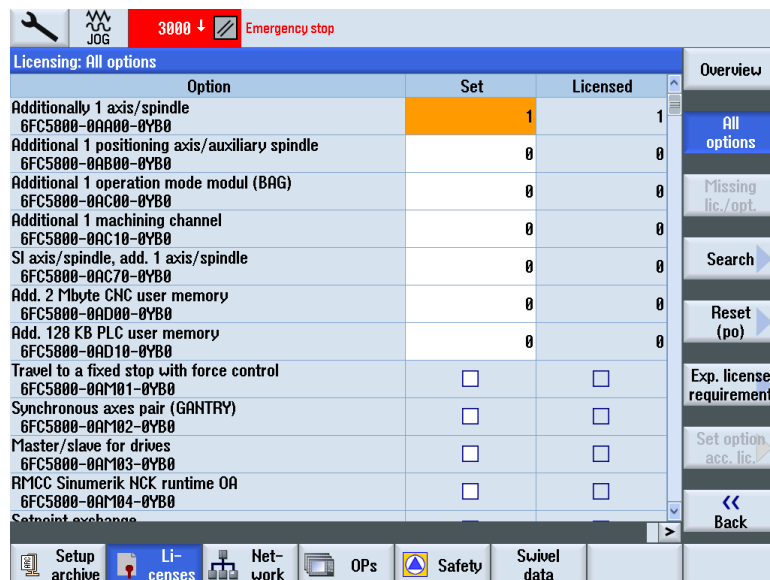 JOG
3000 ↓
Emergency stop
Licensing: All options
Option Set Licensed
Additionally 1 axis/spindle
6FC5800-0AA00-0YB0 1 1
Additional 1 positioning axis/auxiliary spindle
6FC5800-0AB00-0YB0 0 0
Additional 1 operation mode modul (BAG)
6FC5800-0AC00-0YB0 0 0
Additional 1 machining channel
6FC5800-0AC10-0YB0 0 0
SI axis/spindle, add. 1 axis/spindle
6FC5800-0AC70-0YB0 0 0
Add. 2 Mbyte CNC user memory
6FC5800-0AD00-0YB0 0 0
Add. 128 KB PLC user memory
6FC5800-0AD10-0YB0 0 0
Travel to a fixed stop with force control
6FC5800-0AM01-0YB0
Synchronous axes pair (GANTRY)
6FC5800-0AM02-0YB0
Master/slave for drives
6FC5800-0AM03-0YB0
RMCC Sinumerik NCK runtime OA
6FC5800-0AM04-0YB0
Setpoint exchange
Overview
All
options
Missing
lic./opt.
Search
Reset
(po)
Exp. license
requirement
Set option
acc. lic.
<<
Back
>
Setup
archive
Li-
censes
Net-
work
OPs
Safety
Swivel
data